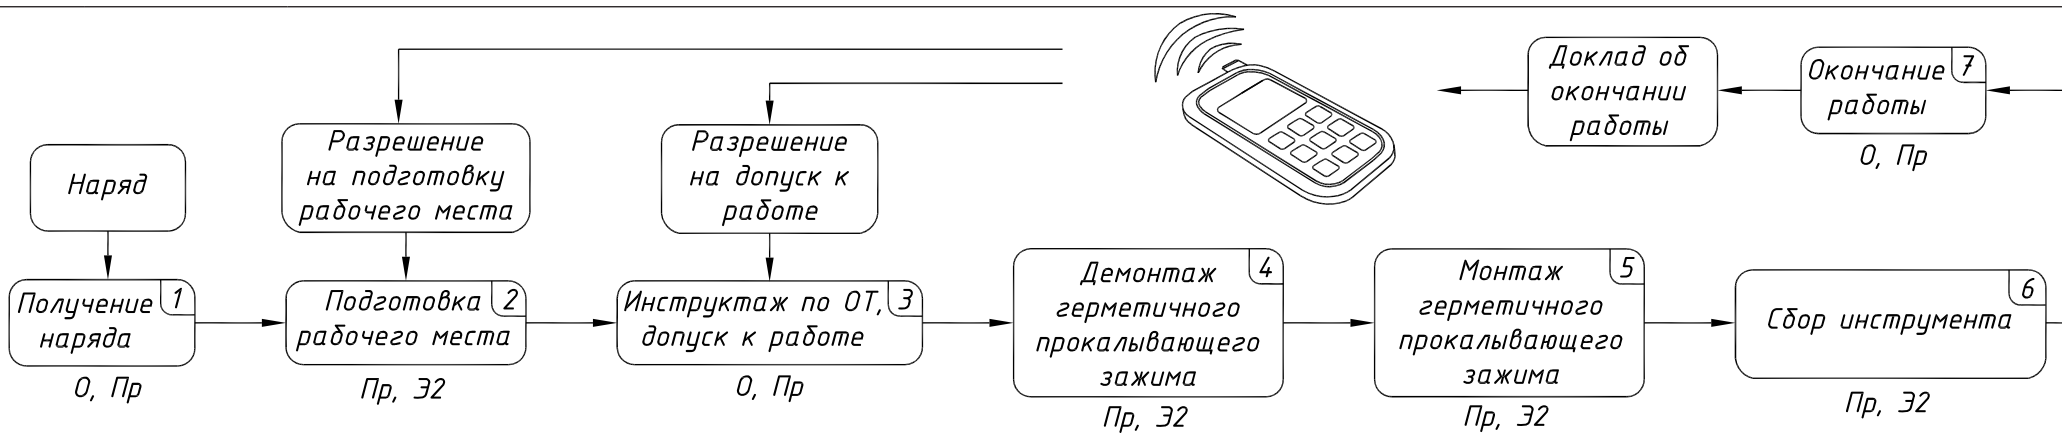 Наряд
Разрешение
на подготовку
рабочего места
Разрешение
на допуск к
работе
Доклад об
окончании
работы
Окончание
работы
7
О, Пр
Получение
наряда
1
О, Пр
Подготовка
рабочего места
2
Пр, Э2
Инструктаж по ОТ,
допуск к работе
3
О, Пр
Демонтаж
герметичного
прокалывающего
зажима
4
Пр, Э2
Монтаж
герметичного
прокалывающего
зажима
5
Пр, Э2
Сбор инструмента
6
Пр, Э2